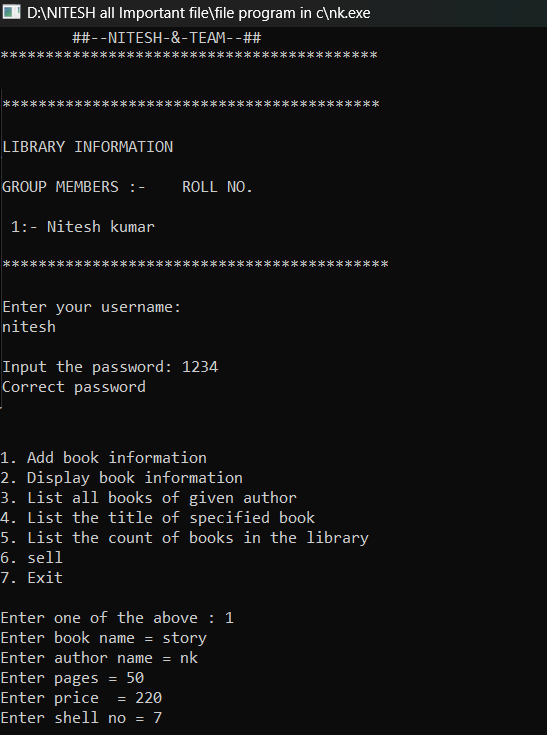 D:\NITESH all Important file\file program in c\nk.exe
##--NITESH-&-TEAM--##
******************************************
******************************************
LIBRARY INFORMATION
GROUP MEMBERS :-    ROLL NO.
1:- Nitesh kumar
*******************************************
Enter your username:
nitesh
Input the password: 1234
Correct password
1. Add book information
2. Display book information
3. List all books of given author
4. List the title of specified book
5. List the count of books in the library
6. sell
7. Exit
Enter one of the above : 1
Enter book name = story
Enter author name = nk
Enter pages = 50
Enter price  = 220
Enter shell no = 7